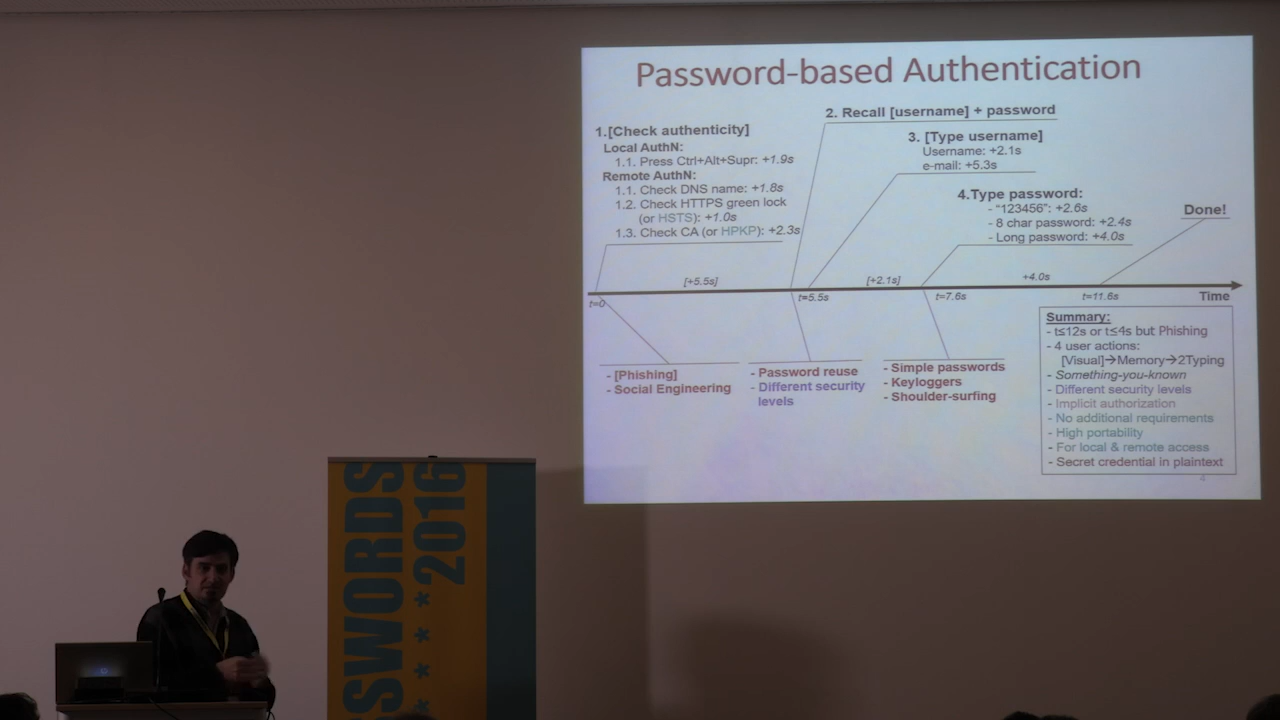 Password-based Authentication
1.[Check authenticity]
Local AuthN:
1.1. Press Ctrl+Alt+Supr: +1.9s
Remote AuthN:
1.1. Check DNS name: +1.8s
1.2. Check HTTPS green lock
(or HSTS): +1.0s
1.3. Check CA (or HPKP): +2.3s
2. Recall [username] + password
3. [Type username]
Username: +2.1s
e-mail: +5.3s
4.Type password:
- "123456": +2.6s
- 8 char password: +2.4s
- Long password: +4.0s
Done!
[+5.5s]
[+2.1s]
+4.0s
t=0
t=5.5s
t=7.6s
t=11.6s
Time
- [Phishing]
- Social Engineering
- Password reuse
- Different security
levels
- Simple passwords
- Keyloggers
- Shoulder-surfing
Summary:
- t≤12s or t≤4s but Phishing
- 4 user actions:
[Visual]→Memory→2Typing
- Something-you-known
- Different security levels
- Implicit authorization
- No additional requirements
- High portability
- For local & remote access
- Secret credential in plaintext
4
SSWORDS
* * * * *2016